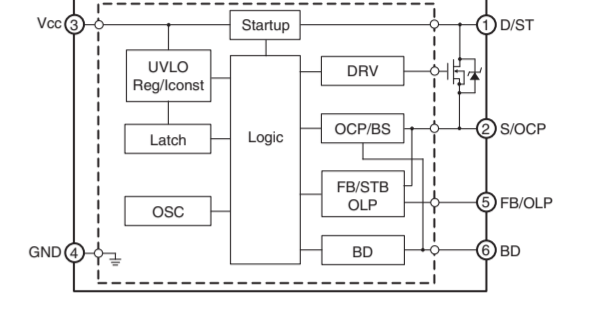 Vcc 3
Startup
1 D/ST
UVLO
Reg/Iconst
DRV
Latch
Logic
OCP/BS
2 S/OCP
FB/STB
OLP
5 FB/OLP
OSC
GND 4
BD
6 BD